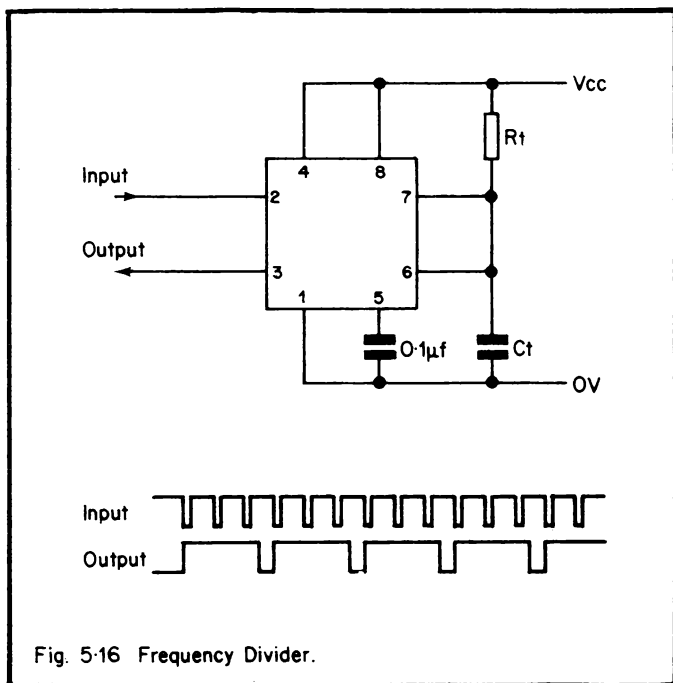 Vcc
Rt
4 8
Input
2 7
Output
3 6
1 5
0·1µf Ct
0V
Input
Output
Fig. 5·16 Frequency Divider.